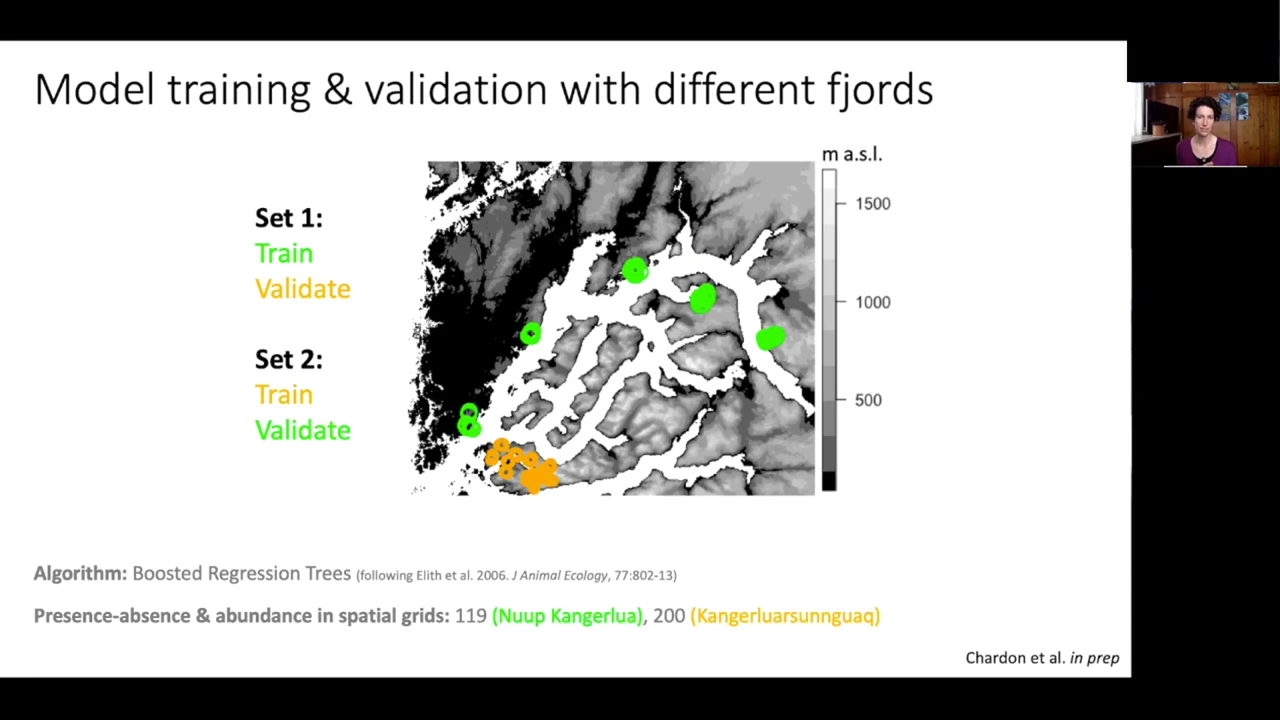 Model training & validation with different fjords
m a.s.l.
1500
1000
500
Set 1:
Train
Validate
Set 2:
Train
Validate
Algorithm: Boosted Regression Trees (following Elith et al. 2006. J Animal Ecology, 77:802-13)
Presence-absence & abundance in spatial grids: 119 (Nuup Kangerlua), 200 (Kangerluarsunnguaq)
Chardon et al. in prep